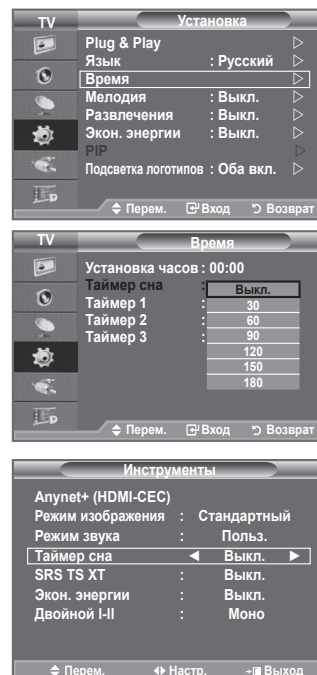 TV Установка
Plug & Play
Язык : Русский
Время
Мелодия : Выкл.
Развлечения : Выкл.
Экон. энергии : Выкл.
PIP
Подсветка логотипов : Оба вкл.
Перем. Вход Возврат
TV Время
Установка часов : 00:00
Таймер сна : Выкл.
Таймер 1 : 30
Таймер 2 : 60
Таймер 3 : 90
120
150
180
Перем. Вход Возврат
Инструменты
Anynet+ (HDMI-CEC)
Режим изображения : Стандартный
Режим звука : Польз.
Таймер сна ◄ Выкл. ►
SRS TS XT : Выкл.
Экон. энергии : Выкл.
Двойной I-II : Моно
Перем. Настр. Выход